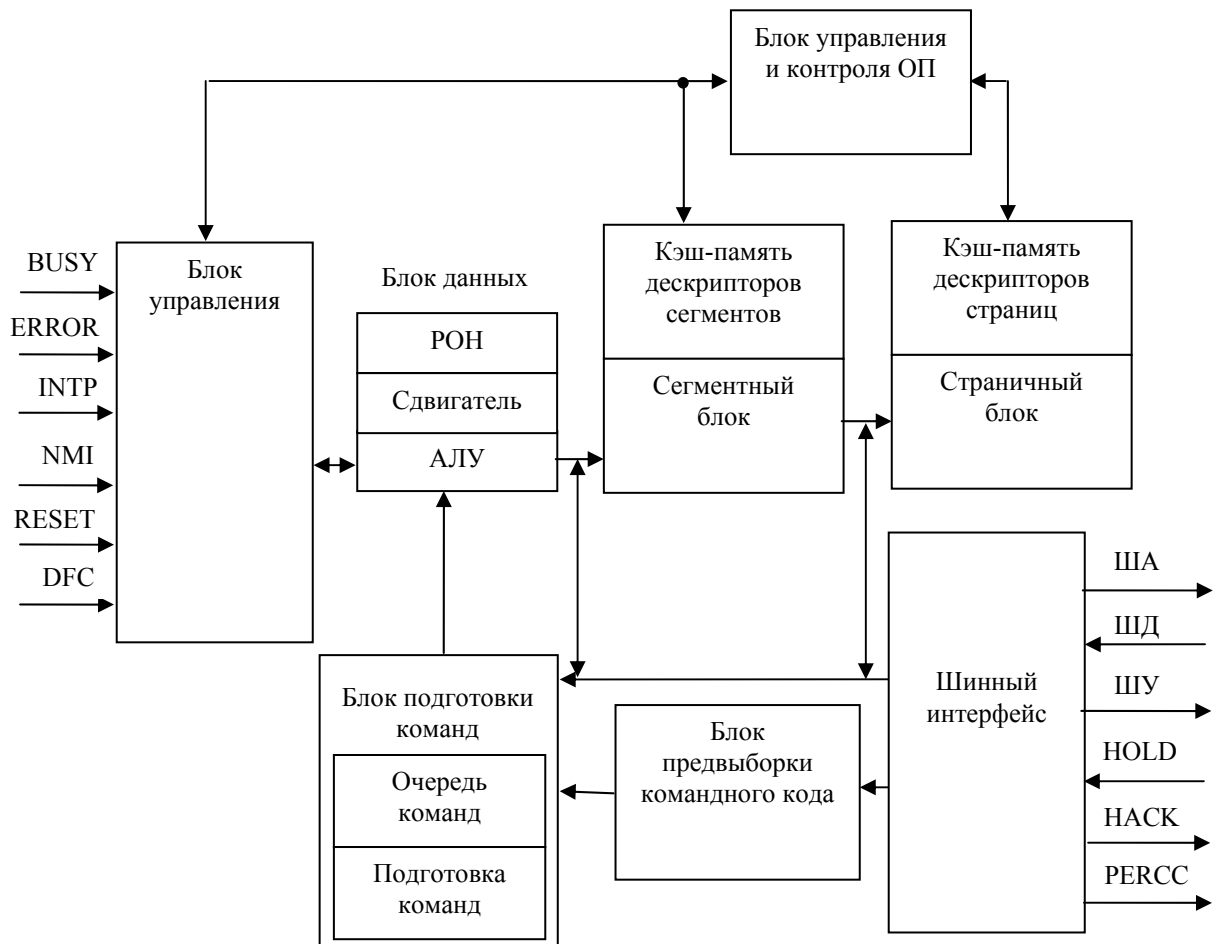 Блок управления
и контроля ОП
BUSY
ERROR
INTP
NMI
RESET
DFC
Блок
управления
Блок данных
РОН
Сдвигатель
АЛУ
Кэш-память
дескрипторов
сегментов
Сегментный
блок
Кэш-память
дескрипторов
страниц
Страничный
блок
Блок подготовки
команд
Очередь
команд
Подготовка
команд
Блок
предвыборки
командного кода
Шинный
интерфейс
ША
ШД
ШУ
HOLD
HACK
PERCC